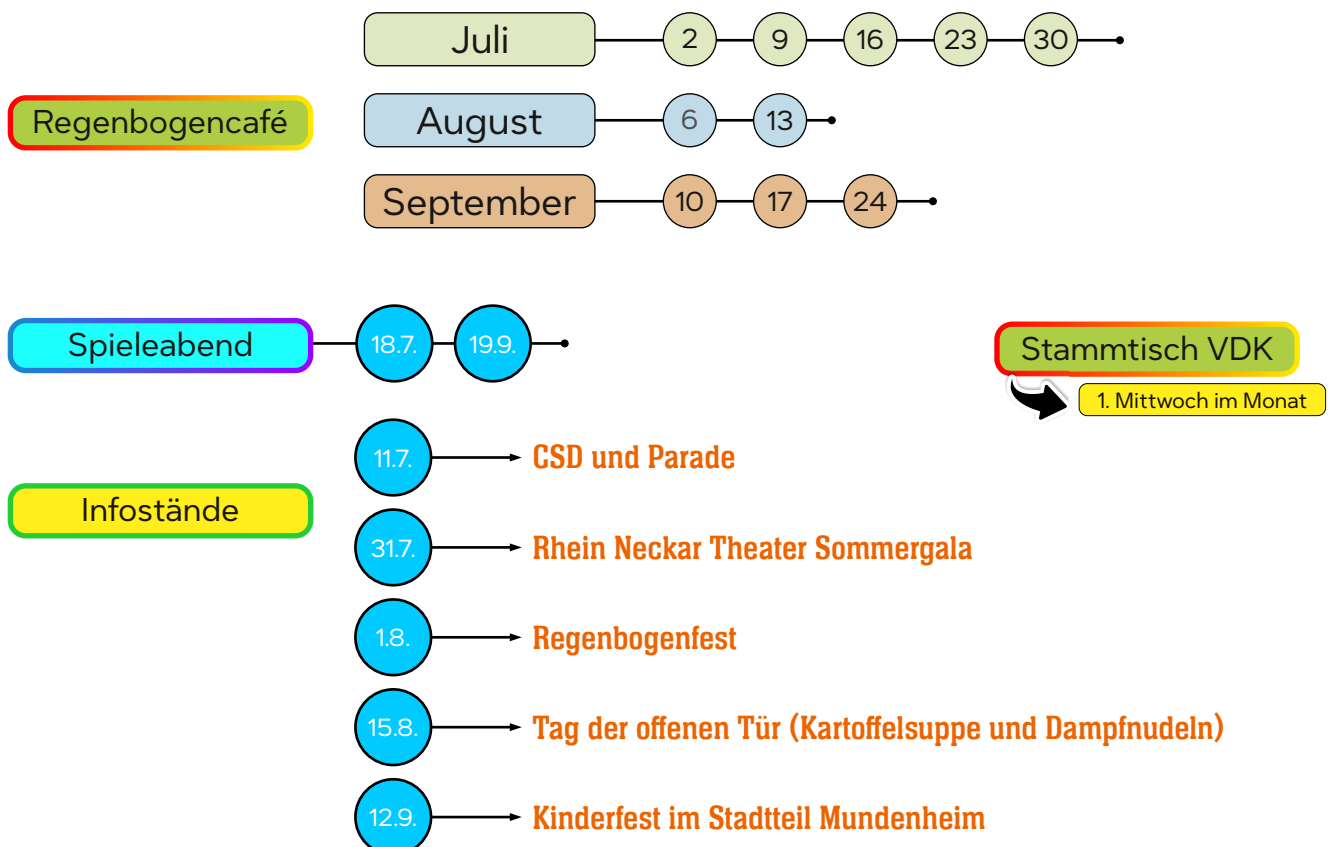 Juli 2 9 16 23 30
Regenbogencafé
August 6 13
September 10 17 24
Spieleabend 18.7. 19.9.
Stammtisch VDK
1. Mittwoch im Monat
Infostände
11.7. CSD und Parade
31.7. Rhein Neckar Theater Sommergala
1.8. Regenbogenfest
15.8. Tag der offenen Tür (Kartoffelsuppe und Dampfnudeln)
12.9. Kinderfest im Stadtteil Mundenheim